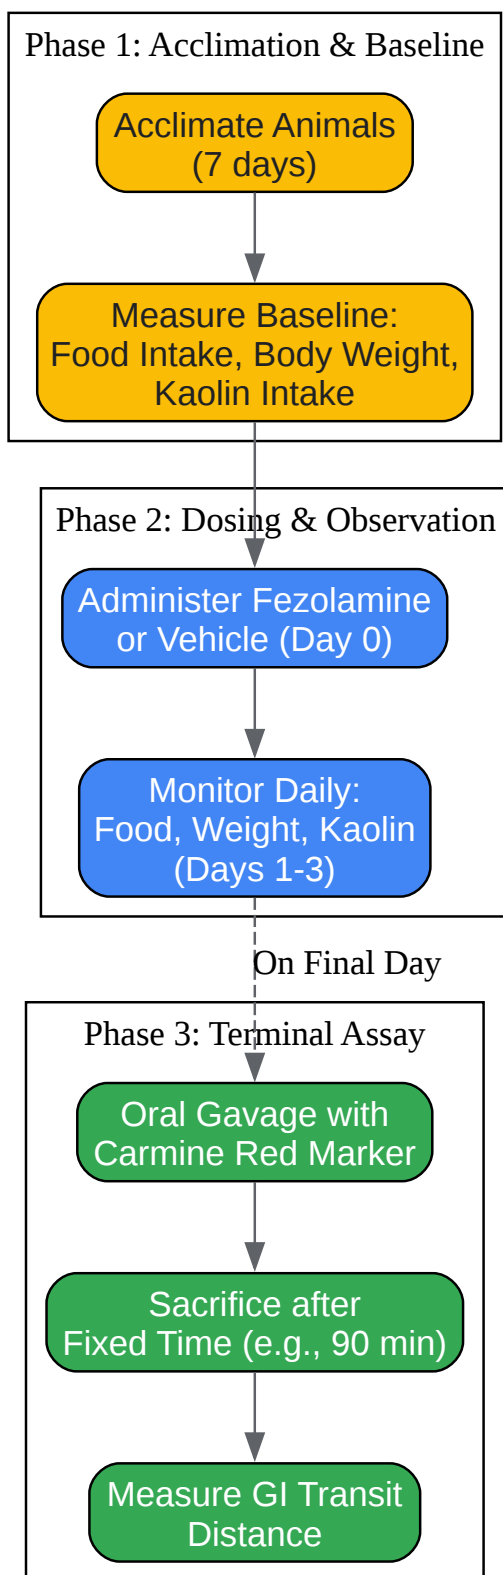 Phase 1: Acclimation & Baseline
Acclimate Animals
(7 days)
Measure Baseline:
Food Intake, Body Weight,
Kaolin Intake
Phase 2: Dosing & Observation
Administer Fezolamine
or Vehicle (Day 0)
Monitor Daily:
Food, Weight, Kaolin
(Days 1-3)
On Final Day
Phase 3: Terminal Assay
Oral Gavage with
Carmine Red Marker
Sacrifice after
Fixed Time (e.g., 90 min)
Measure GI Transit
Distance